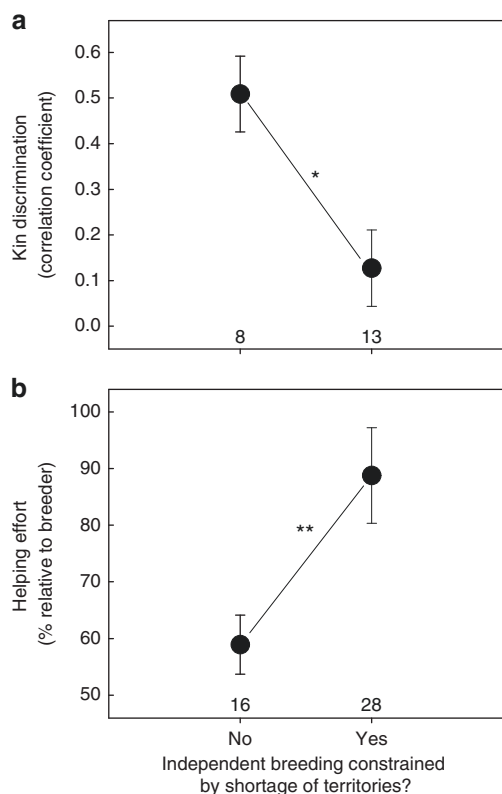 a
Kin discrimination
(correlation coefficient)
0.6
0.5
0.4
0.3
0.2
0.1
0.0
*
8 13
b
Helping effort
(% relative to breeder)
100
90
80
70
60
50
**
16 28
No Yes
Independent breeding constrained
by shortage of territories?